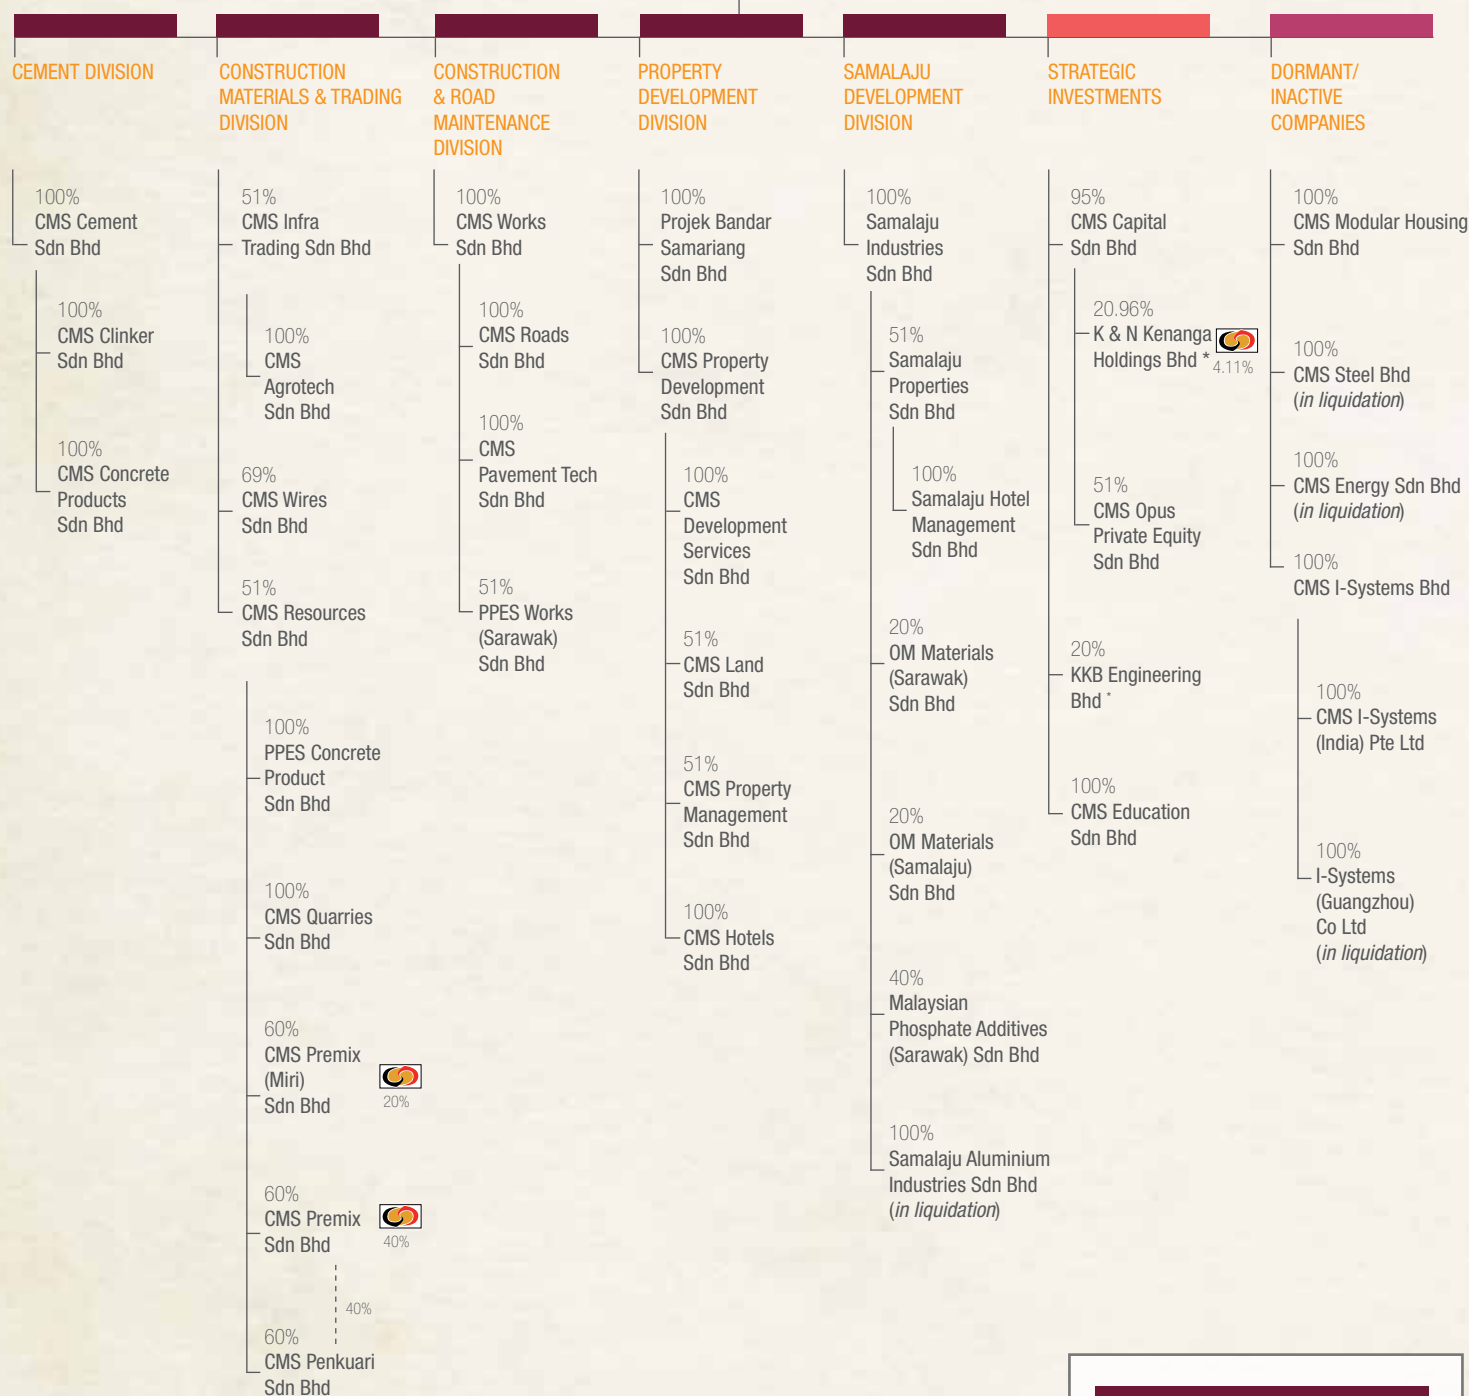 CEMENT DIVISION
100%
CMS Cement
Sdn Bhd
100%
CMS Clinker
Sdn Bhd
100%
CMS Concrete
Products
Sdn Bhd
CONSTRUCTION
MATERIALS & TRADING
DIVISION
51%
CMS Infra
Trading Sdn Bhd
100%
CMS
Agrotech
Sdn Bhd
69%
CMS Wires
Sdn Bhd
51%
CMS Resources
Sdn Bhd
100%
PPES Concrete
Product
Sdn Bhd
100%
CMS Quarries
Sdn Bhd
60%
CMS Premix
(Miri)
Sdn Bhd
20%
60%
CMS Premix
Sdn Bhd
40%
40%
60%
CMS Penkuari
Sdn Bhd
CONSTRUCTION
& ROAD
MAINTENANCE
DIVISION
100%
CMS Works
Sdn Bhd
100%
CMS Roads
Sdn Bhd
100%
CMS
Pavement Tech
Sdn Bhd
51%
PPES Works
(Sarawak)
Sdn Bhd
PROPERTY
DEVELOPMENT
DIVISION
100%
Projek Bandar
Samariang
Sdn Bhd
100%
CMS Property
Development
Sdn Bhd
100%
CMS
Development
Services
Sdn Bhd
51%
CMS Land
Sdn Bhd
51%
CMS Property
Management
Sdn Bhd
100%
CMS Hotels
Sdn Bhd
SAMALAJU
DEVELOPMENT
DIVISION
100%
Samalaju
Industries
Sdn Bhd
51%
Samalaju
Properties
Sdn Bhd
100%
Samalaju Hotel
Management
Sdn Bhd
20%
OM Materials
(Sarawak)
Sdn Bhd
20%
OM Materials
(Samalaju)
Sdn Bhd
40%
Malaysian
Phosphate Additives
(Sarawak) Sdn Bhd
100%
Samalaju Aluminium
Industries Sdn Bhd
(in liquidation)
STRATEGIC
INVESTMENTS
95%
CMS Capital
Sdn Bhd
20.96%
K & N Kenanga
Holdings Bhd *
4.11%
51%
CMS Opus
Private Equity
Sdn Bhd
20%
KKB Engineering
Bhd *
100%
CMS Education
Sdn Bhd
DORMANT/
INACTIVE
COMPANIES
100%
CMS Modular Housing
Sdn Bhd
100%
CMS Steel Bhd
(in liquidation)
100%
CMS Energy Sdn Bhd
(in liquidation)
100%
CMS I-Systems Bhd
100%
CMS I-Systems
(India) Pte Ltd
100%
I-Systems
(Guangzhou)
Co Ltd
(in liquidation)